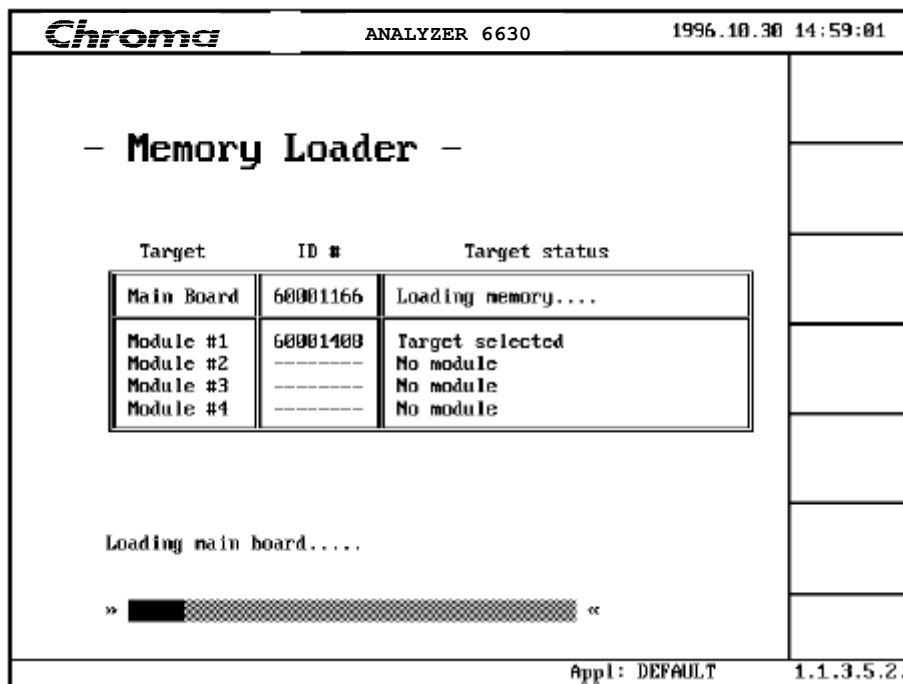 Chroma ANALYZER 6630 1996.10.30 14:59:01
- Memory Loader -
Target ID # Target status
Main Board 60001166 Loading memory....
Module #1 60001408 Target selected
Module #2 -------- No module
Module #3 -------- No module
Module #4 -------- No module
Loading main board.....
» «
Appl: DEFAULT 1.1.3.5.2.